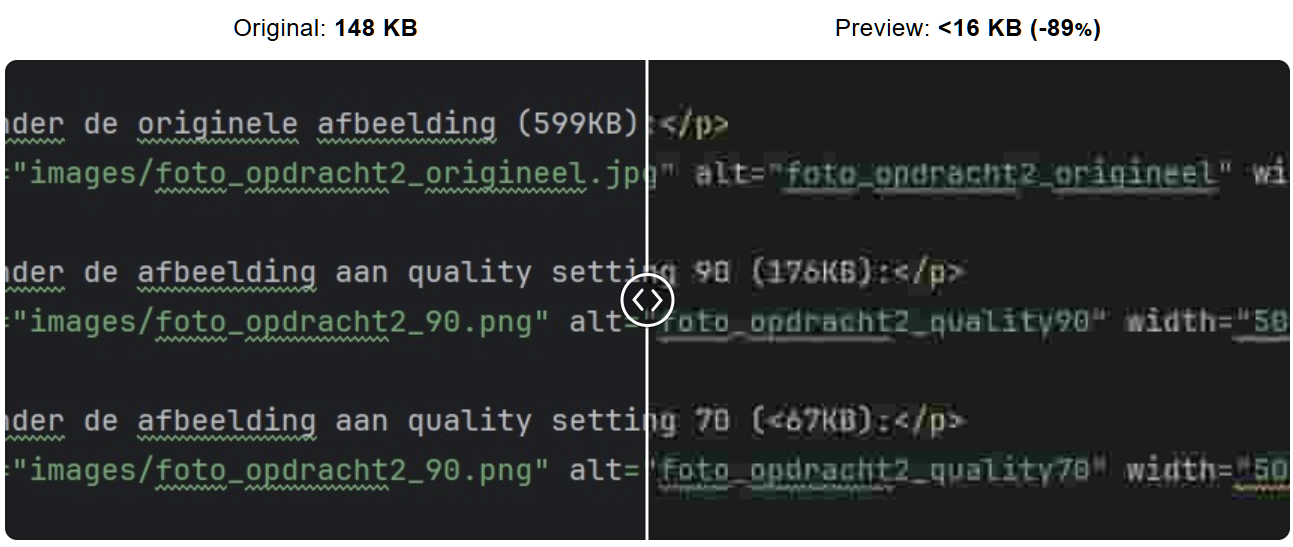 Original: 148 KB
Preview: <16 KB (-89%)
nder de originele afbeelding (599KB):</p>
="images/foto_opdracht2_origineel.jpg" alt="foto_opdracht2_origineel" wi
nder de afbeelding aan quality setting 90 (176KB):</p>
="images/foto_opdracht2_90.png" alt="foto_opdracht2_quality90" width="50
nder de afbeelding aan quality setting 70 (<67KB):</p>
="images/foto_opdracht2_90.png" alt="foto_opdracht2_quality70" width="50